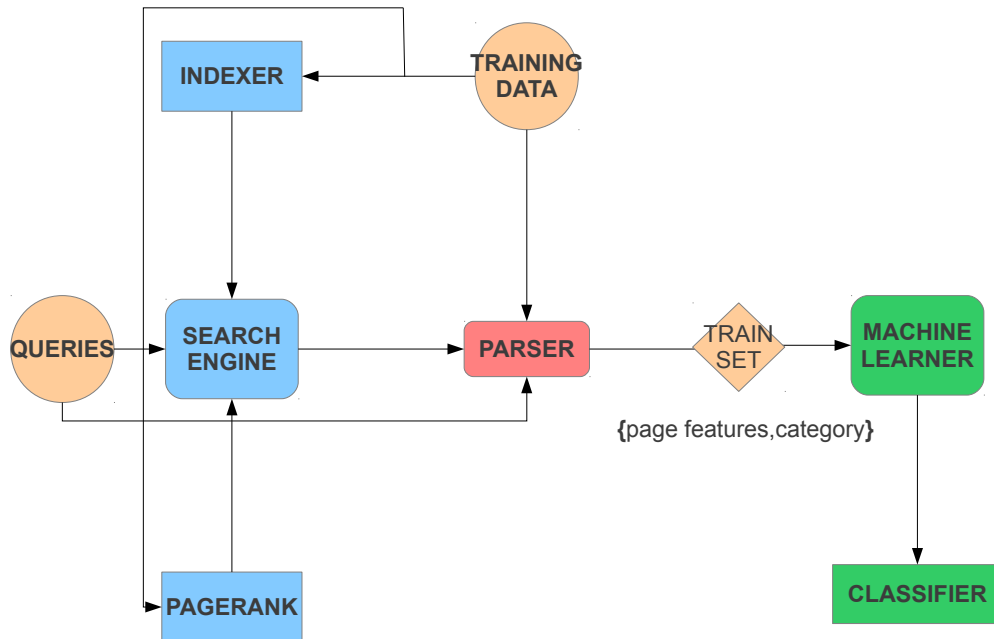 INDEXER
TRAINING
DATA
QUERIES
SEARCH
ENGINE
PARSER
TRAIN
SET
MACHINE
LEARNER
{page features,category}
PAGERANK
CLASSIFIER